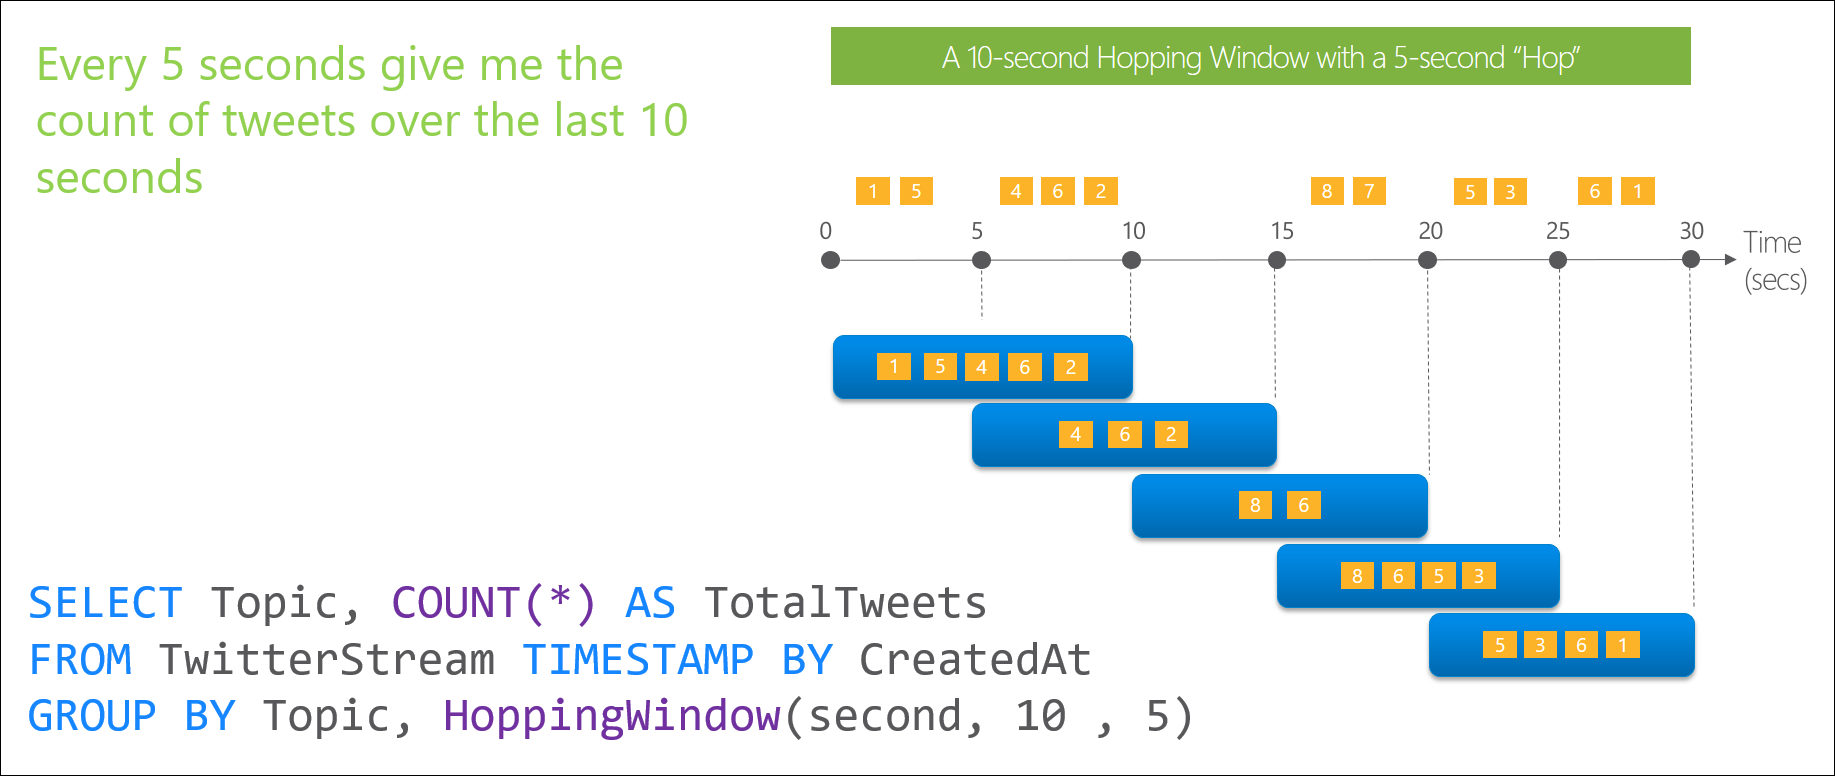 Every 5 seconds give me the
count of tweets over the last 10
seconds
A 10-second Hopping Window with a 5-second “Hop”
1 5 4 6 2 8 7 5 3 6 1
0 5 10 15 20 25 30
Time
(secs)
1 5 4 6 2
4 6 2
8 6
8 6 5 3
5 3 6 1
SELECT Topic, COUNT(*) AS TotalTweets
FROM TwitterStream TIMESTAMP BY CreatedAt
GROUP BY Topic, HoppingWindow(second, 10 , 5)